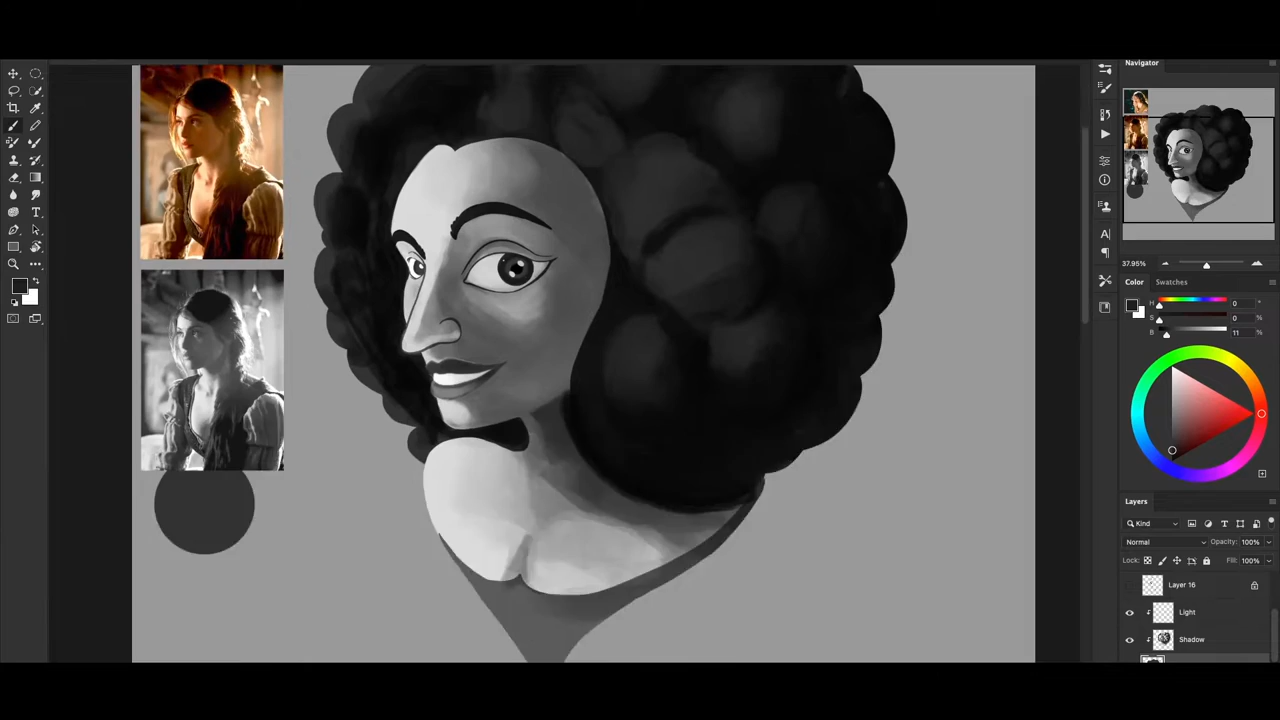 Navigator
37.95%
Color
Swatches
H
0
°
S
0
%
B
11
%
Layers
Kind
Normal
Opacity: 100%
Lock:
Fill: 100%
Layer 16
Light
Shadow